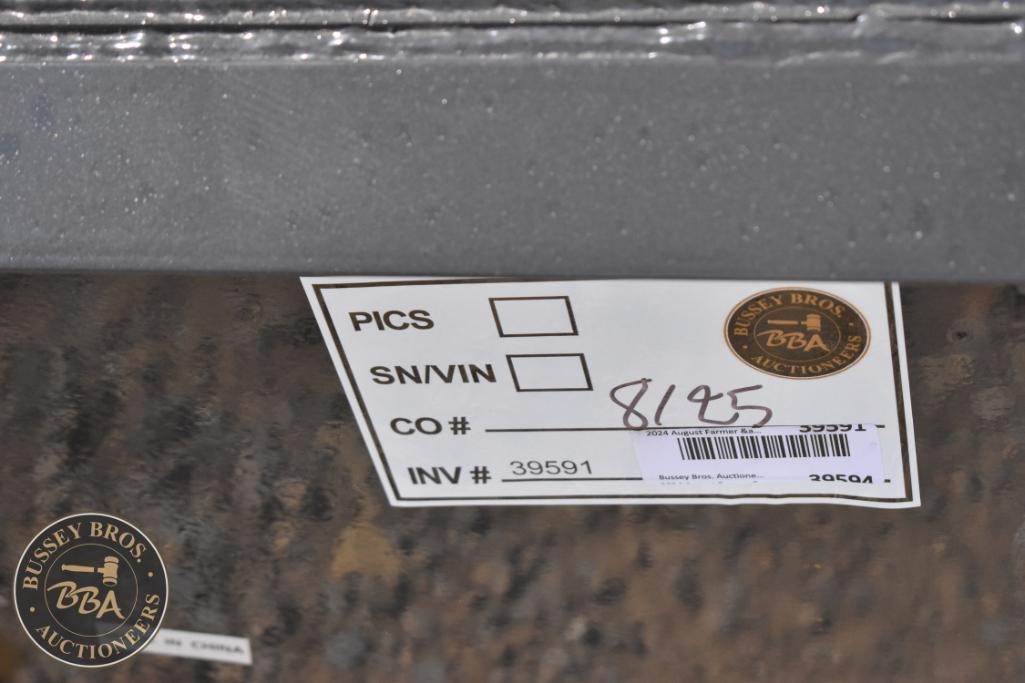 PICS
SN/VIN
CO # 8125
INV # 39591
BUSSEY BROS.
BBA
AUCTIONEERS
2024 August Farmer &a... 39591 -
Bussey Bros. Auctione... 
BUSSEY BROS.
BBA
AUCTIONEERS
IN CHINA